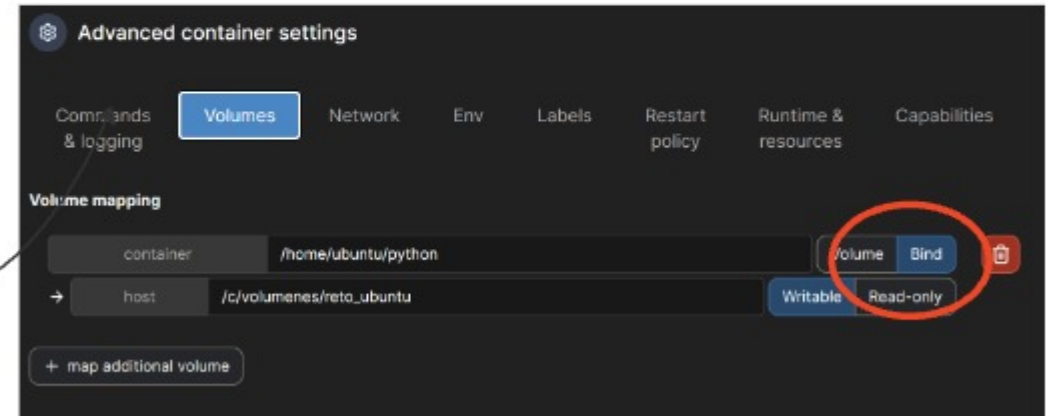 Advanced container settings
Commands & logging
Volumes
Network
Env
Labels
Restart policy
Runtime & resources
Capabilities
Volume mapping
container /home/ubuntu/python Volume Bind
→ host /c/volumenes/reto_ubuntu Writable Read-only
+ map additional volume